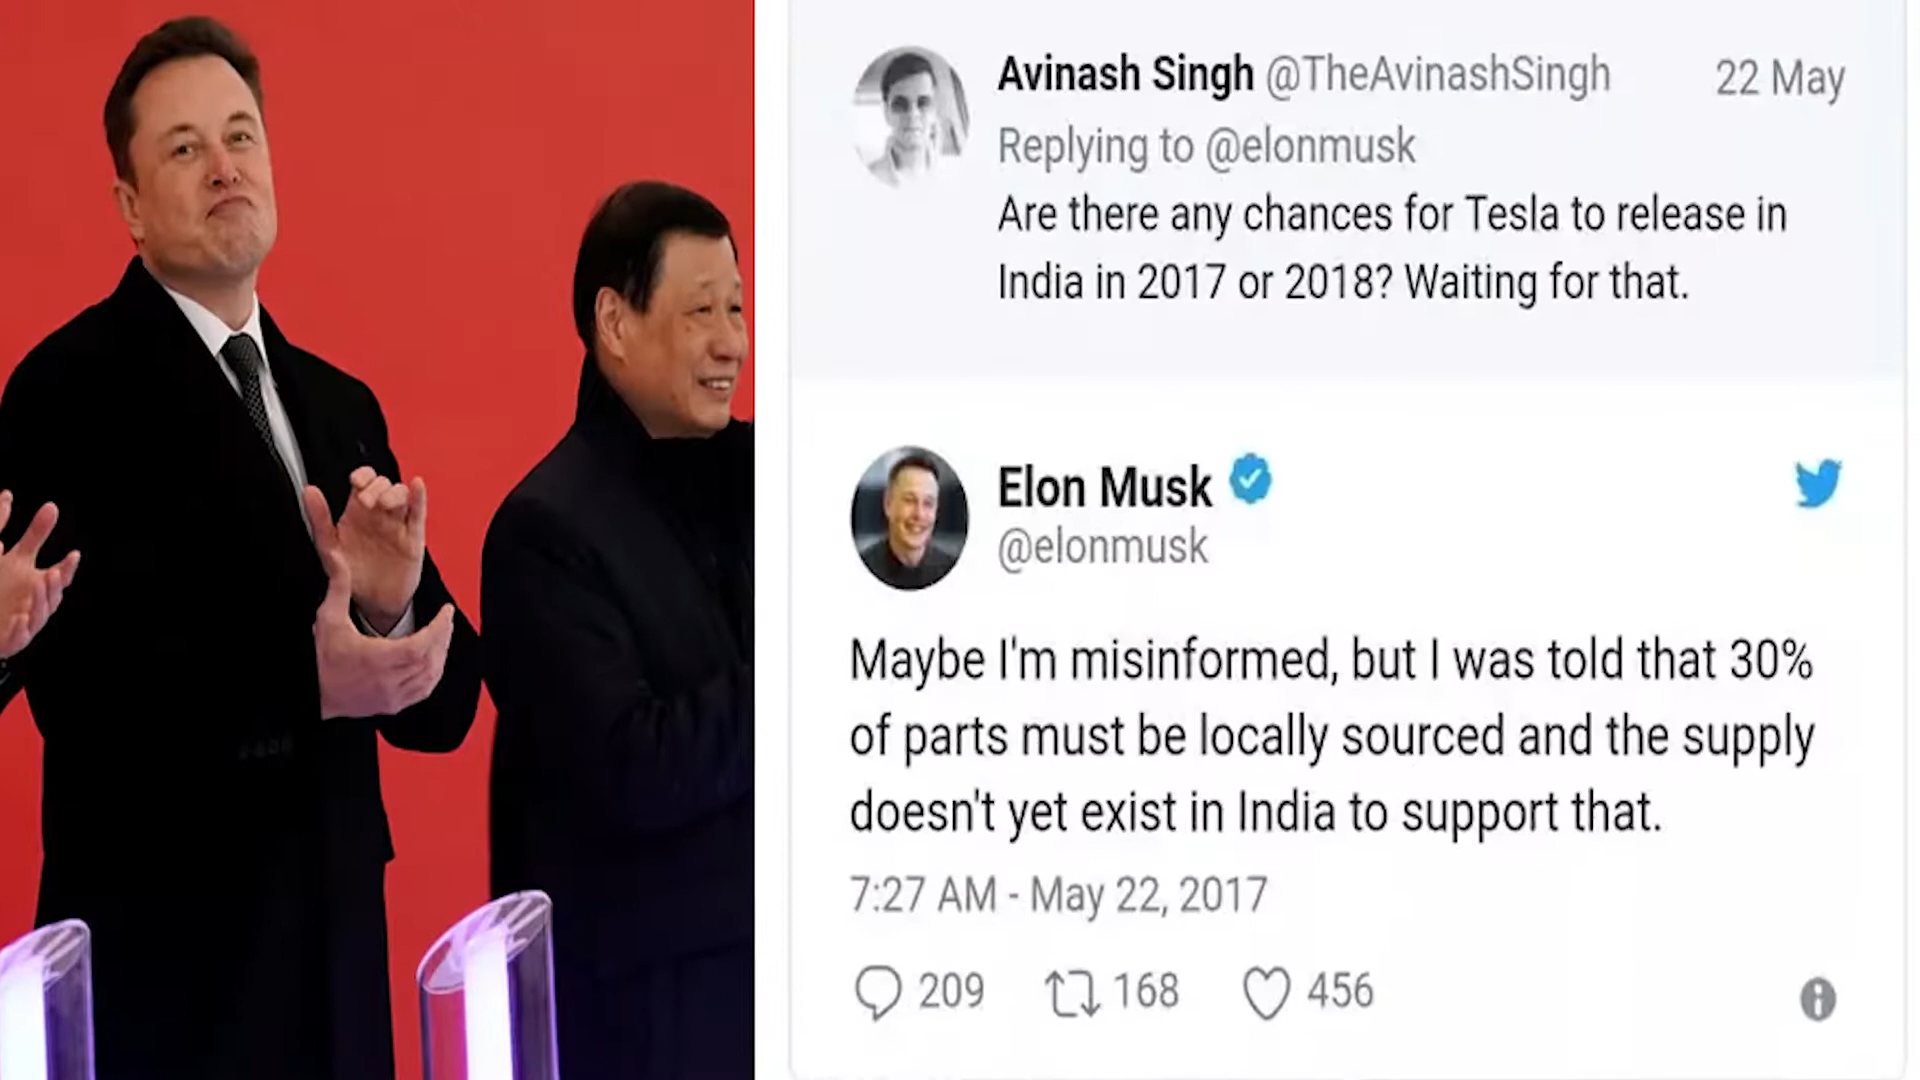 Avinash Singh @TheAvinashSingh 22 May
Replying to @elonmusk
Are there any chances for Tesla to release in
India in 2017 or 2018? Waiting for that.
Elon Musk
@elonmusk
Maybe I'm misinformed, but I was told that 30%
of parts must be locally sourced and the supply
doesn't yet exist in India to support that.
7:27 AM - May 22, 2017
209 168 456